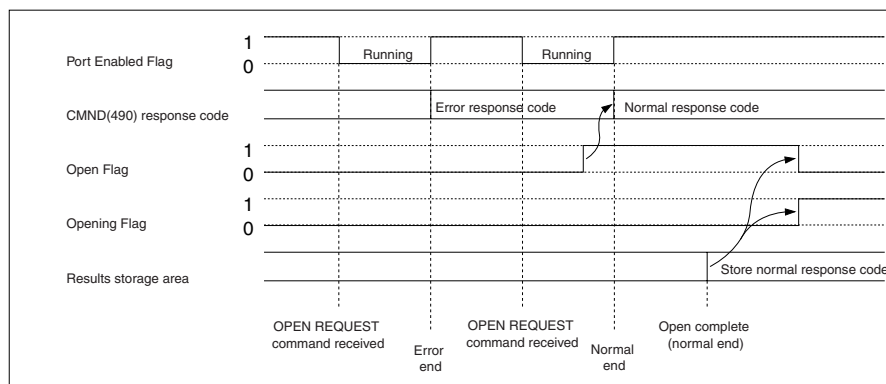 1
Port Enabled Flag
0
Running
Running
CMND(490) response code
Error response code
Normal response code
1
Open Flag
0
1
Opening Flag
0
Results storage area
Store normal response code
OPEN REQUEST
command received
Error
end
OPEN REQUEST
command received
Normal
end
Open complete
(normal end)